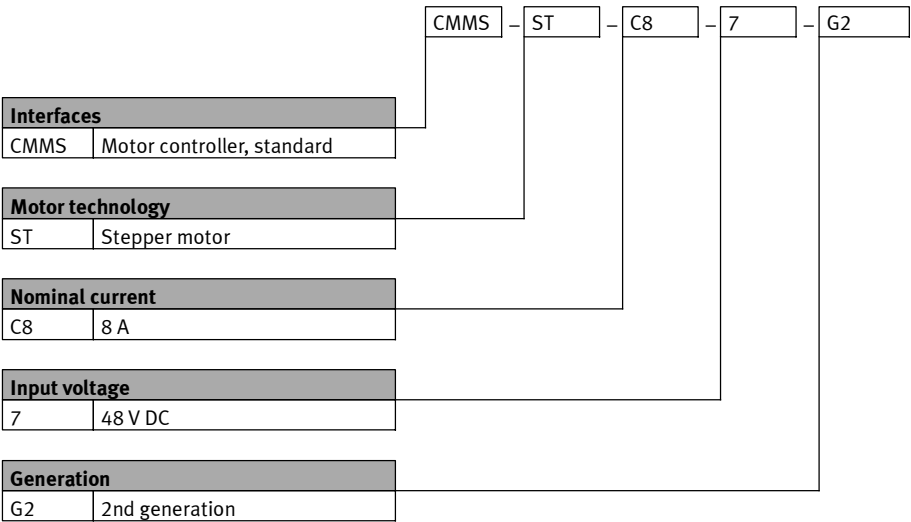 CMMS – ST – C8 – 7 – G2
Interfaces
CMMS Motor controller, standard
Motor technology
ST Stepper motor
Nominal current
C8 8 A
Input voltage
7 48 V DC
Generation
G2 2nd generation